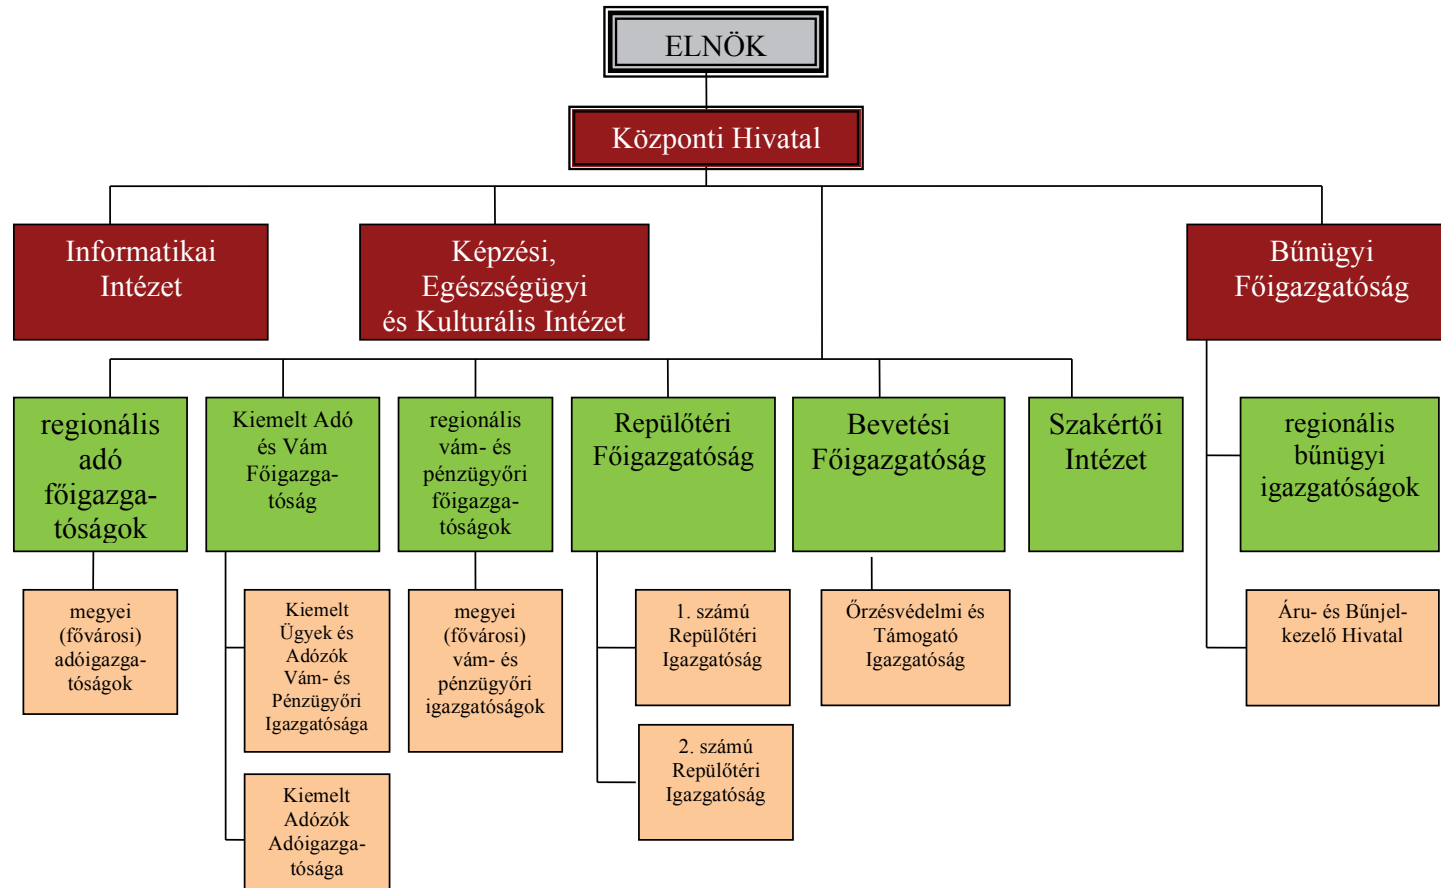 ELNÖK
Központi Hivatal
Informatikai
Intézet
Képzési,
Egészségügyi
és Kulturális Intézet
Bűnügyi
Főigazgatóság
regionális
adó
főigazga-
tóságok
Kiemelt Adó
és Vám
Főigazga-
tóság
regionális
vám- és
pénzügyőri
főigazga-
tóságok
Repülőtéri
Főigazgatóság
Bevetési
Főigazgatóság
Szakértői
Intézet
regionális
bűnügyi
igazgatóságok
megyei
(fővárosi)
adóigazga-
tóságok
Kiemelt
Ügyek és
Adózók
Vám- és
Pénzügyőri
Igazgatósága
megyei
(fővárosi)
vám- és
pénzügyőri
igazgatóságok
1. számú
Repülőtéri
Igazgatóság
Őrzésvédelmi és
Támogató
Igazgatóság
Áru- és Bűnjel-
kezelő Hivatal
2. számú
Repülőtéri
Igazgatóság
Kiemelt
Adózók
Adóigazga-
tósága